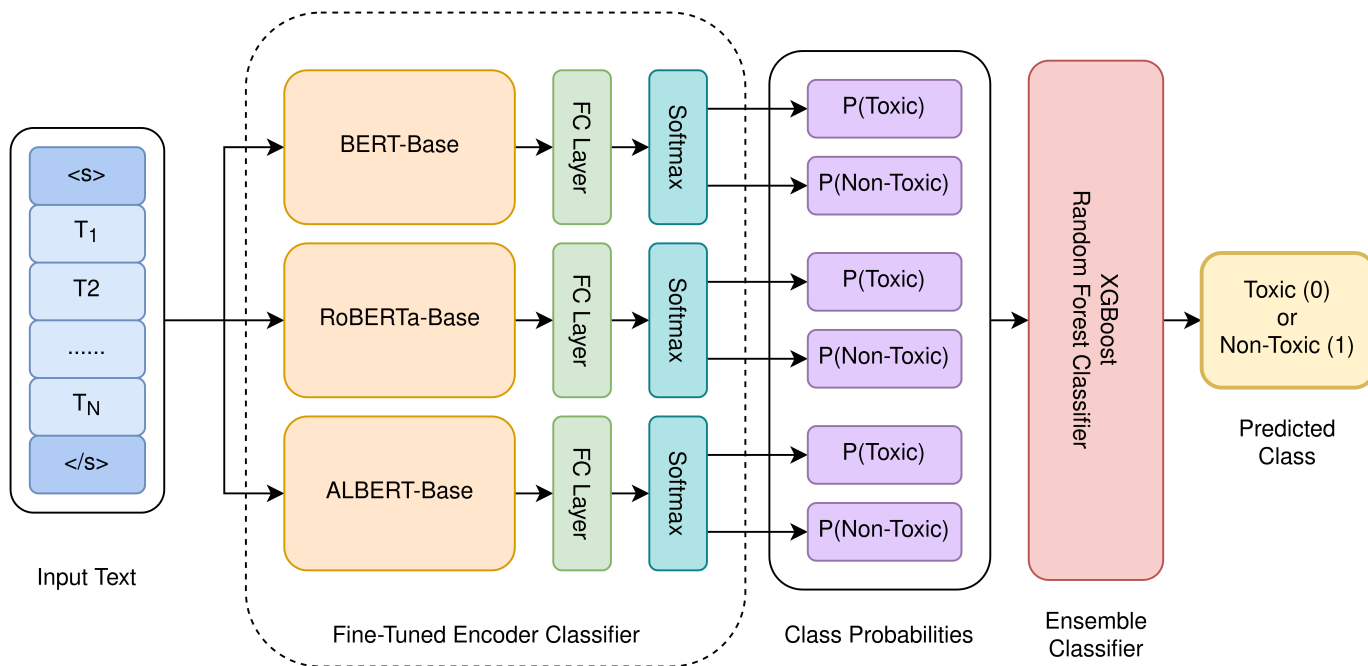 <s>
T1
T2
......
TN
</s>
Input Text
BERT-Base
FC Layer
Softmax
RoBERTa-Base
FC Layer
Softmax
ALBERT-Base
FC Layer
Softmax
Fine-Tuned Encoder Classifier
P(Toxic)
P(Non-Toxic)
P(Toxic)
P(Non-Toxic)
P(Toxic)
P(Non-Toxic)
Class Probabilities
XGBoost
Random Forest Classifier
Ensemble
Classifier
Toxic (0)
or
Non-Toxic (1)
Predicted
Class